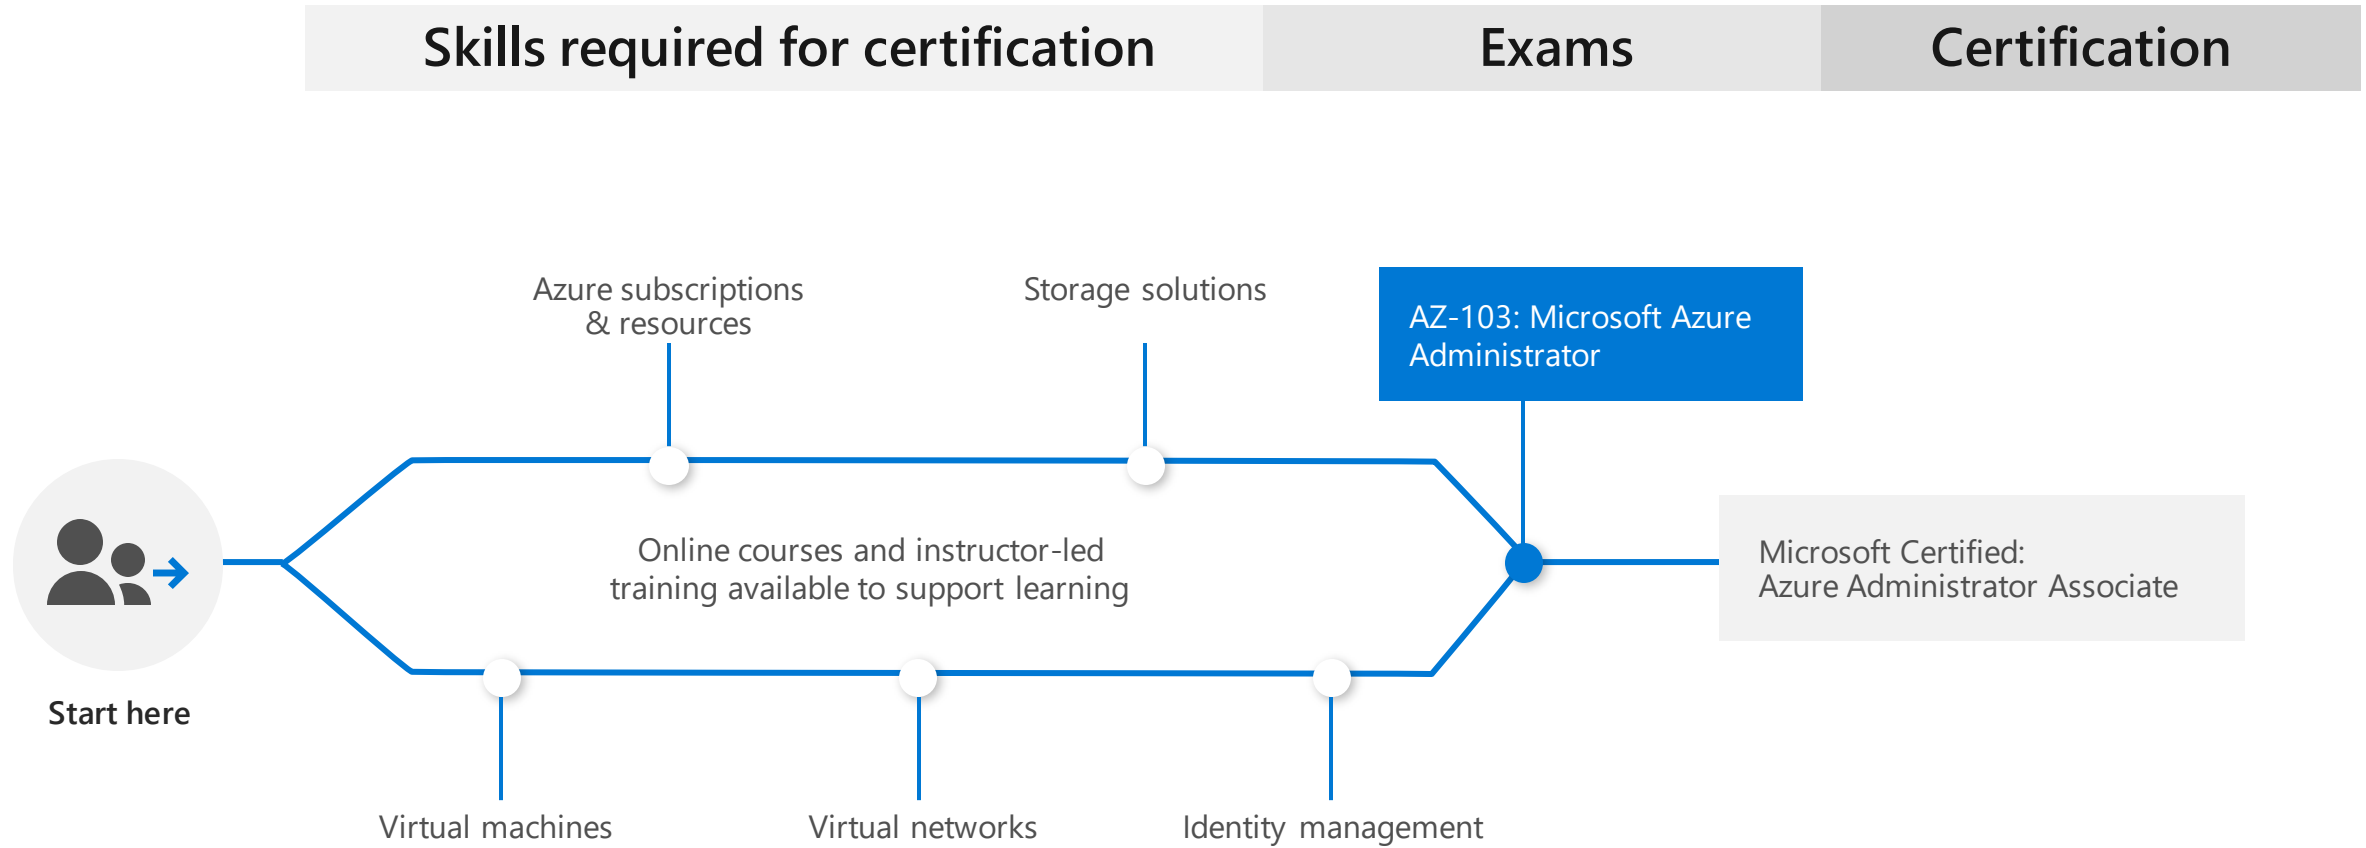 Skills required for certification
Exams
Certification
Azure subscriptions
& resources
Storage solutions
AZ-103: Microsoft Azure
Administrator
Online courses and instructor-led
training available to support learning
Microsoft Certified:
Azure Administrator Associate
Start here
Virtual machines
Virtual networks
Identity management